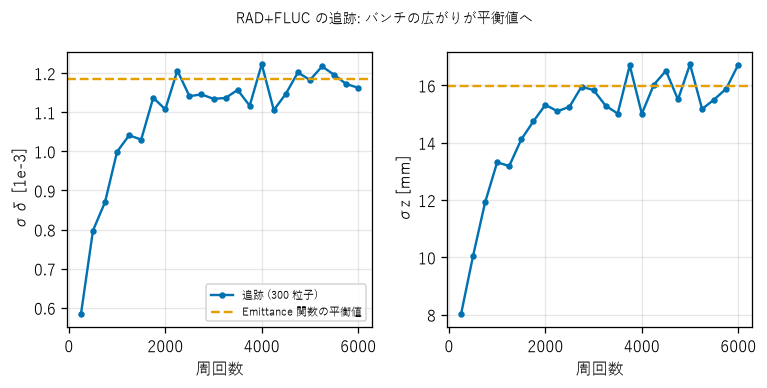 RAD+FLUC の追跡: バンチの広がりが平衡値へ
σ δ [1e-3]
1.2
1.1
1.0
0.9
0.8
0.7
0.6
0
2000
4000
6000
周回数
追跡 (300 粒子)
Emittance 関数の平衡値
σ z [mm]
16
14
12
10
8
0
2000
4000
6000
周回数